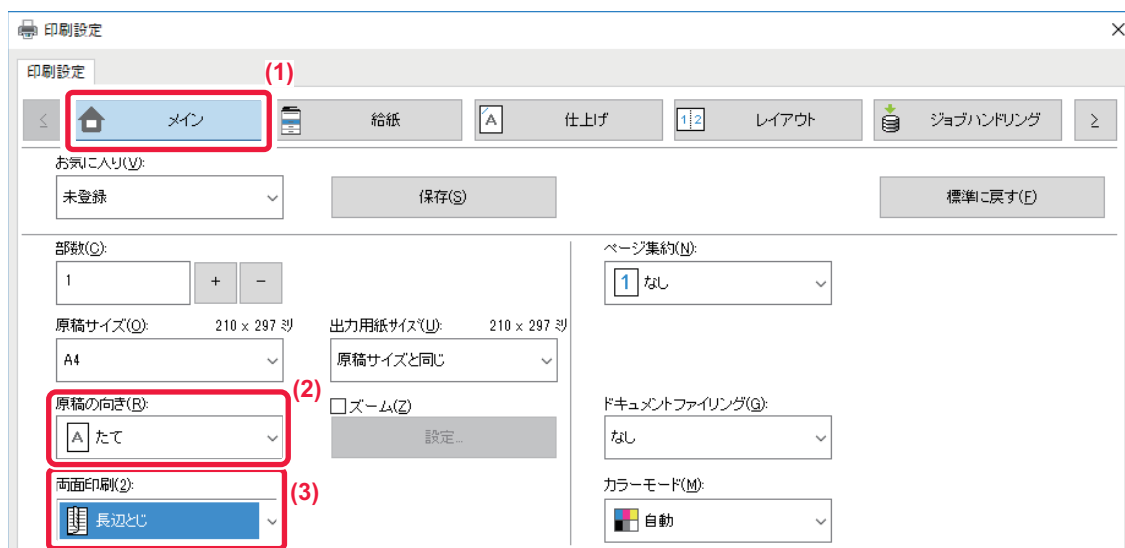 印刷設定
印刷設定
(1)
メイン
給紙
A
仕上げ
1 2
レイアウト
ジョブハンドリング
お気に入り(V):
未登録
保存(S)
標準に戻す(F)
部数(C):
1
+
-
ページ集約(N):
1 なし
原稿サイズ(O): 210 x 297 ミリ
A4
出力用紙サイズ(U): 210 x 297 ミリ
原稿サイズと同じ
(2)
原稿の向き(R):
A たて
ズーム(Z)
設定...
ドキュメントファイリング(G):
なし
(3)
両面印刷(2):
長辺とじ
カラーモード(M):
自動